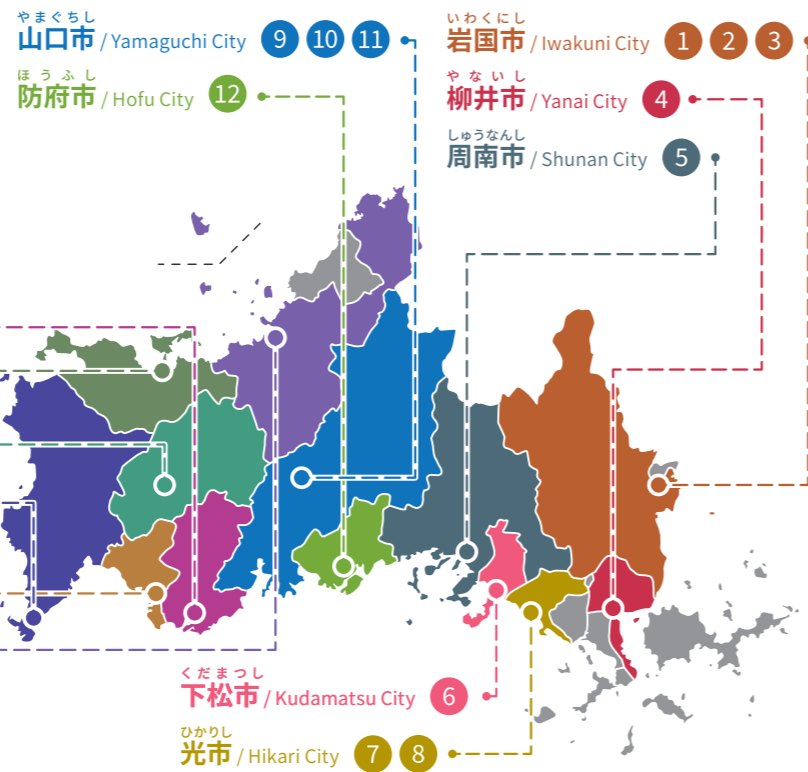 やまぐちし
山口市 / Yamaguchi City 9 10 11
ほうふし
防府市 / Hofu City 12
いわくにし
岩国市 / Iwakuni City 1 2 3
やないし
柳井市 / Yanai City 4
しゅうなんし
周南市 / Shunan City 5
くだまつし
下松市 / Kudamatsu City 6
ひかりし
光市 / Hikari City 7 8